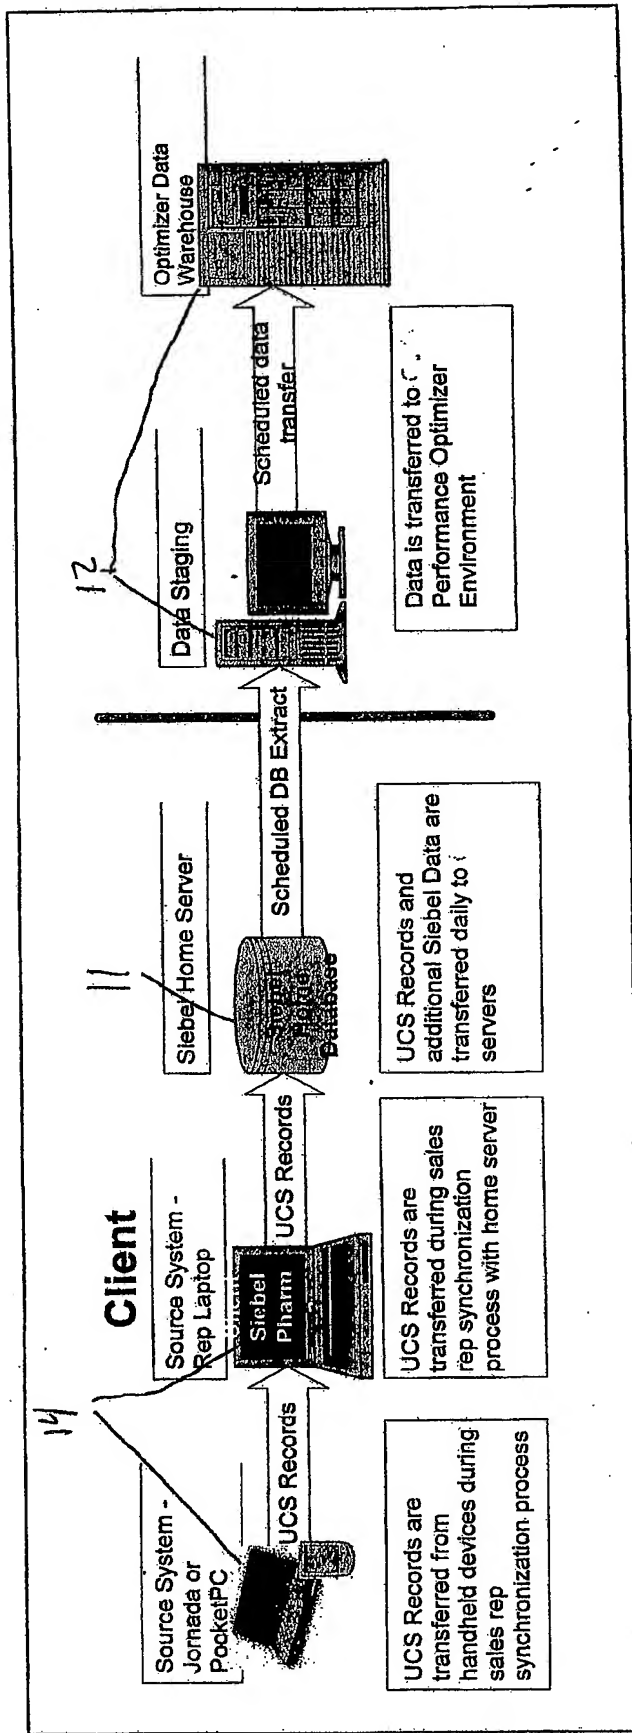 Client
14
11
12
Source System -
Jornada or
PocketPC
Source System -
Rep Laptop
Siebel Home Server
Data Staging
Optimizer Data
Warehouse
UCS Records
Siebel
Pharm
UCS Records
Siebel
Home
Database
Scheduled DB Extract
Scheduled data
transfer
UCS Records are
transferred from
handheld devices during
sales rep
synchronization process
UCS Records are
transferred during sales
rep synchronization
process with home server
UCS Records and
additional Siebel Data are
transferred daily to
servers
Data is transferred to
Performance Optimizer
Environment